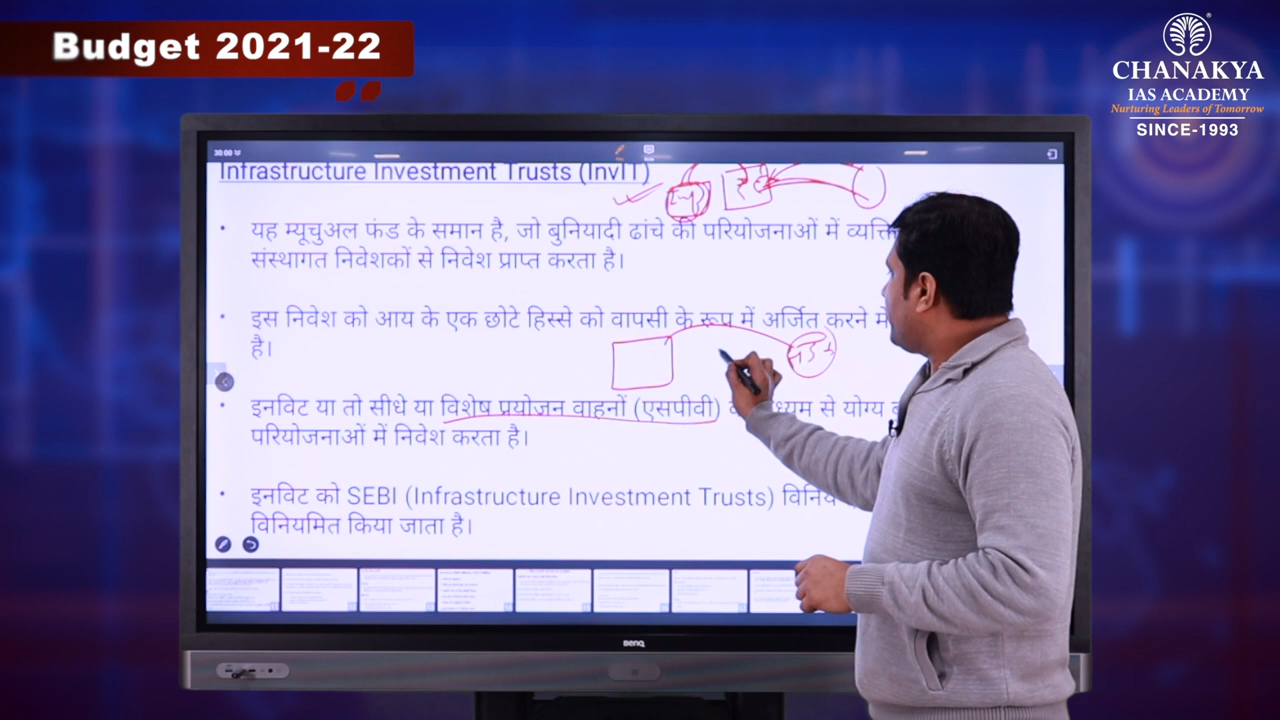 Budget 2021-22
CHANAKYA
IAS ACADEMY
Nurturing Leaders of Tomorrow
SINCE-1993
30:00
Infrastructure Investment Trusts (InvIT)
• यह म्यूचुअल फंड के समान है, जो बुनियादी ढांचे की परियोजनाओं में
संस्थागत निवेशकों से निवेश प्राप्त करता है।
• इस निवेश को आय के एक छोटे हिस्से को वापसी के रूप में अर्जित करने में
है।
• इनविट या तो सीधे या विशेष प्रयोजन वाहनों (एसपीवी) से योग्य
परियोजनाओं में निवेश करता है।
• इनविट को SEBI (Infrastructure Investment Trusts)
विनियमित किया जाता है।
BenQ